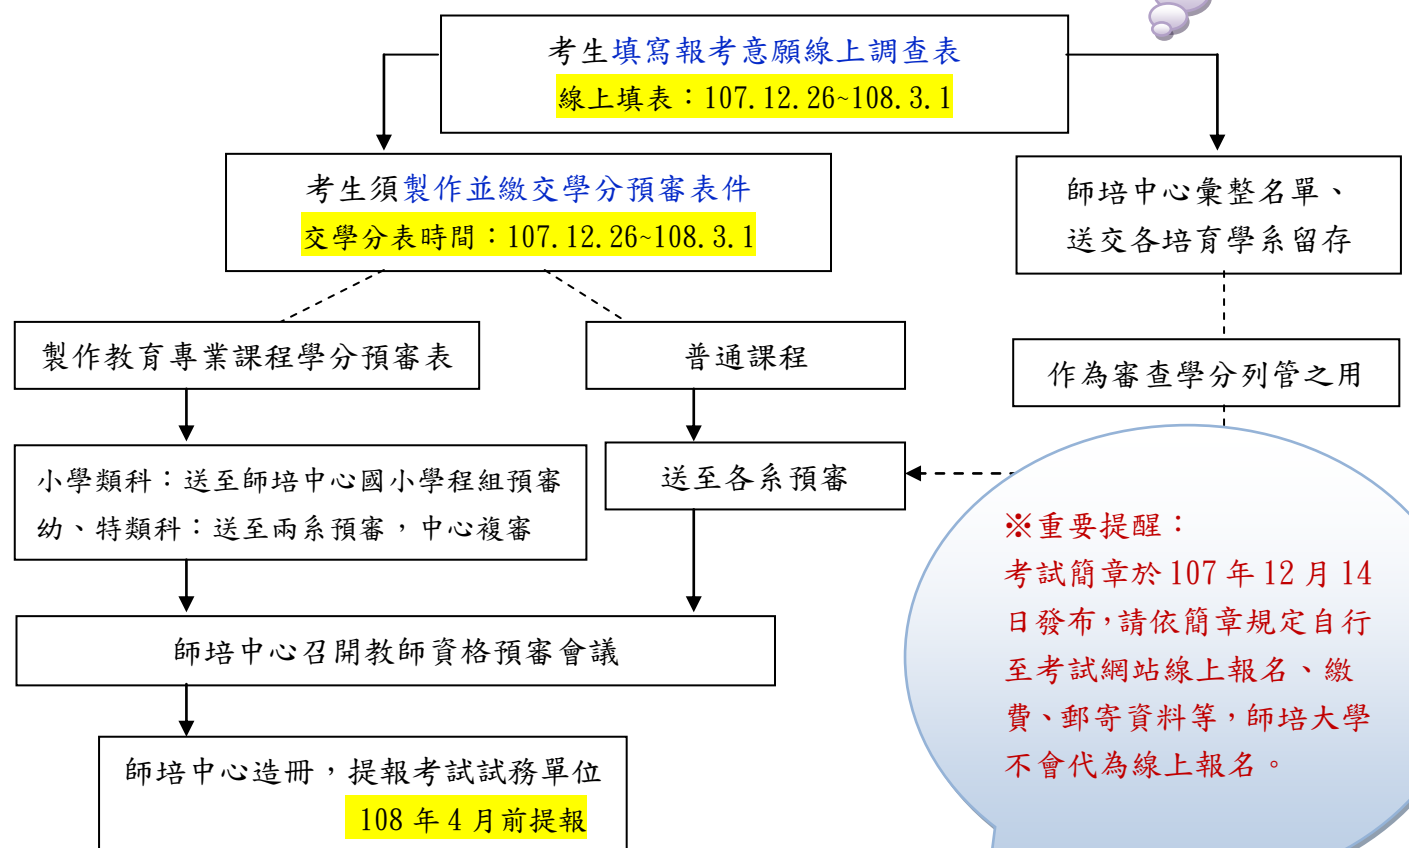 考生填寫報考意願線上調查表
線上填表：107.12.26~108.3.1
考生須製作並繳交學分預審表件
交學分表時間：107.12.26~108.3.1
師培中心彙整名單、
送交各培育學系留存
製作教育專業課程學分預審表
普通課程
作為審查學分列管之用
小學類科：送至師培中心國小學程組預審
幼、特類科：送至兩系預審，中心複審
送至各系預審
師培中心召開教師資格預審會議
師培中心造冊，提報考試試務單位
108 年 4 月前提報
※重要提醒：
考試簡章於 107 年 12 月 14
日發布，請依簡章規定自行
至考試網站線上報名、繳
費、郵寄資料等，師培大學
不會代為線上報名。